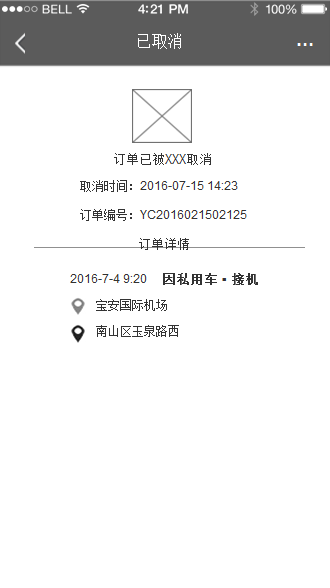 BELL 4:21 PM 100%
已取消
订单已被XXX取消
取消时间：2016-07-15 14:23
订单编号：YC2016021502125
订单详情
2016-7-4 9:20 因私用车·接机
宝安国际机场
南山区玉泉路西